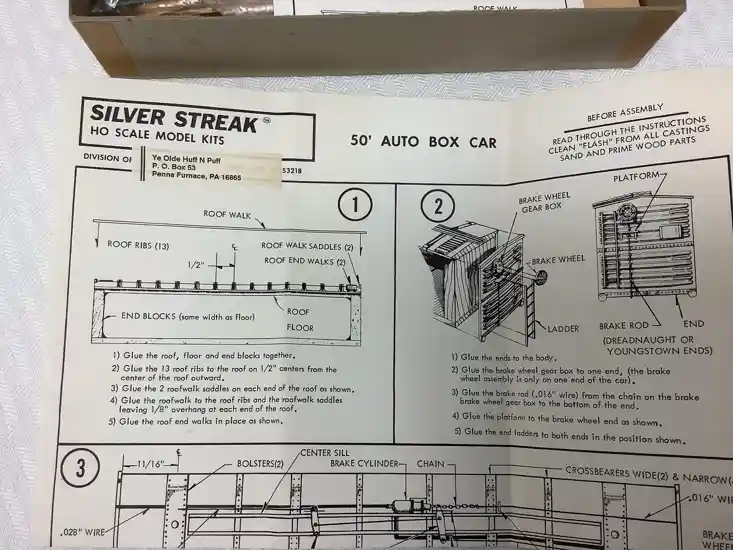 ROOF WALK
SILVER STREAK ™
HO SCALE MODEL KITS
DIVISION OF
Ye Olde Huff N Puff
P. O. Box 53
Penna Furnace, PA 16865
53218
50' AUTO BOX CAR
BEFORE ASSEMBLY
READ THROUGH THE INSTRUCTIONS
CLEAN "FLASH" FROM ALL CASTINGS
SAND AND PRIME WOOD PARTS
1
ROOF WALK
ROOF RIBS (13)
℄
1/2"
ROOF WALK SADDLES (2)
ROOF END WALKS (2)
END BLOCKS (same width as floor)
ROOF
FLOOR
1) Glue the roof, floor and end blocks together.
2) Glue the 13 roof ribs to the roof on 1/2" centers from the
center of the roof outward.
3) Glue the 2 roofwalk saddles on each end of the roof as shown.
4) Glue the roofwalk to the roof ribs and the roofwalk saddles
leaving 1/8" overhang at each end of the roof.
5) Glue the roof end walks in place as shown.
2
BRAKE WHEEL
GEAR BOX
PLATFORM
BRAKE WHEEL
LADDER
BRAKE ROD
END
(DREADNAUGHT OR
YOUNGSTOWN ENDS)
1) Glue the ends to the body.
2) Glue the brake wheel gear box to one end, (the brake
wheel assembly is only on one end of the car).
3) Glue the brake rod (.016" wire) from the chain on the brake
brake wheel gear box to the bottom of the end.
4) Glue the platform to the brake wheel end as shown.
5) Glue the end ladders to both ends in the position shown.
3
11/16"
℄
BOLSTERS(2)
CENTER SILL
BRAKE CYLINDER
CHAIN
CROSSBEARERS WIDE(2) & NARROW(
.028" WIRE
.016" WI
BRAKE
WHEE